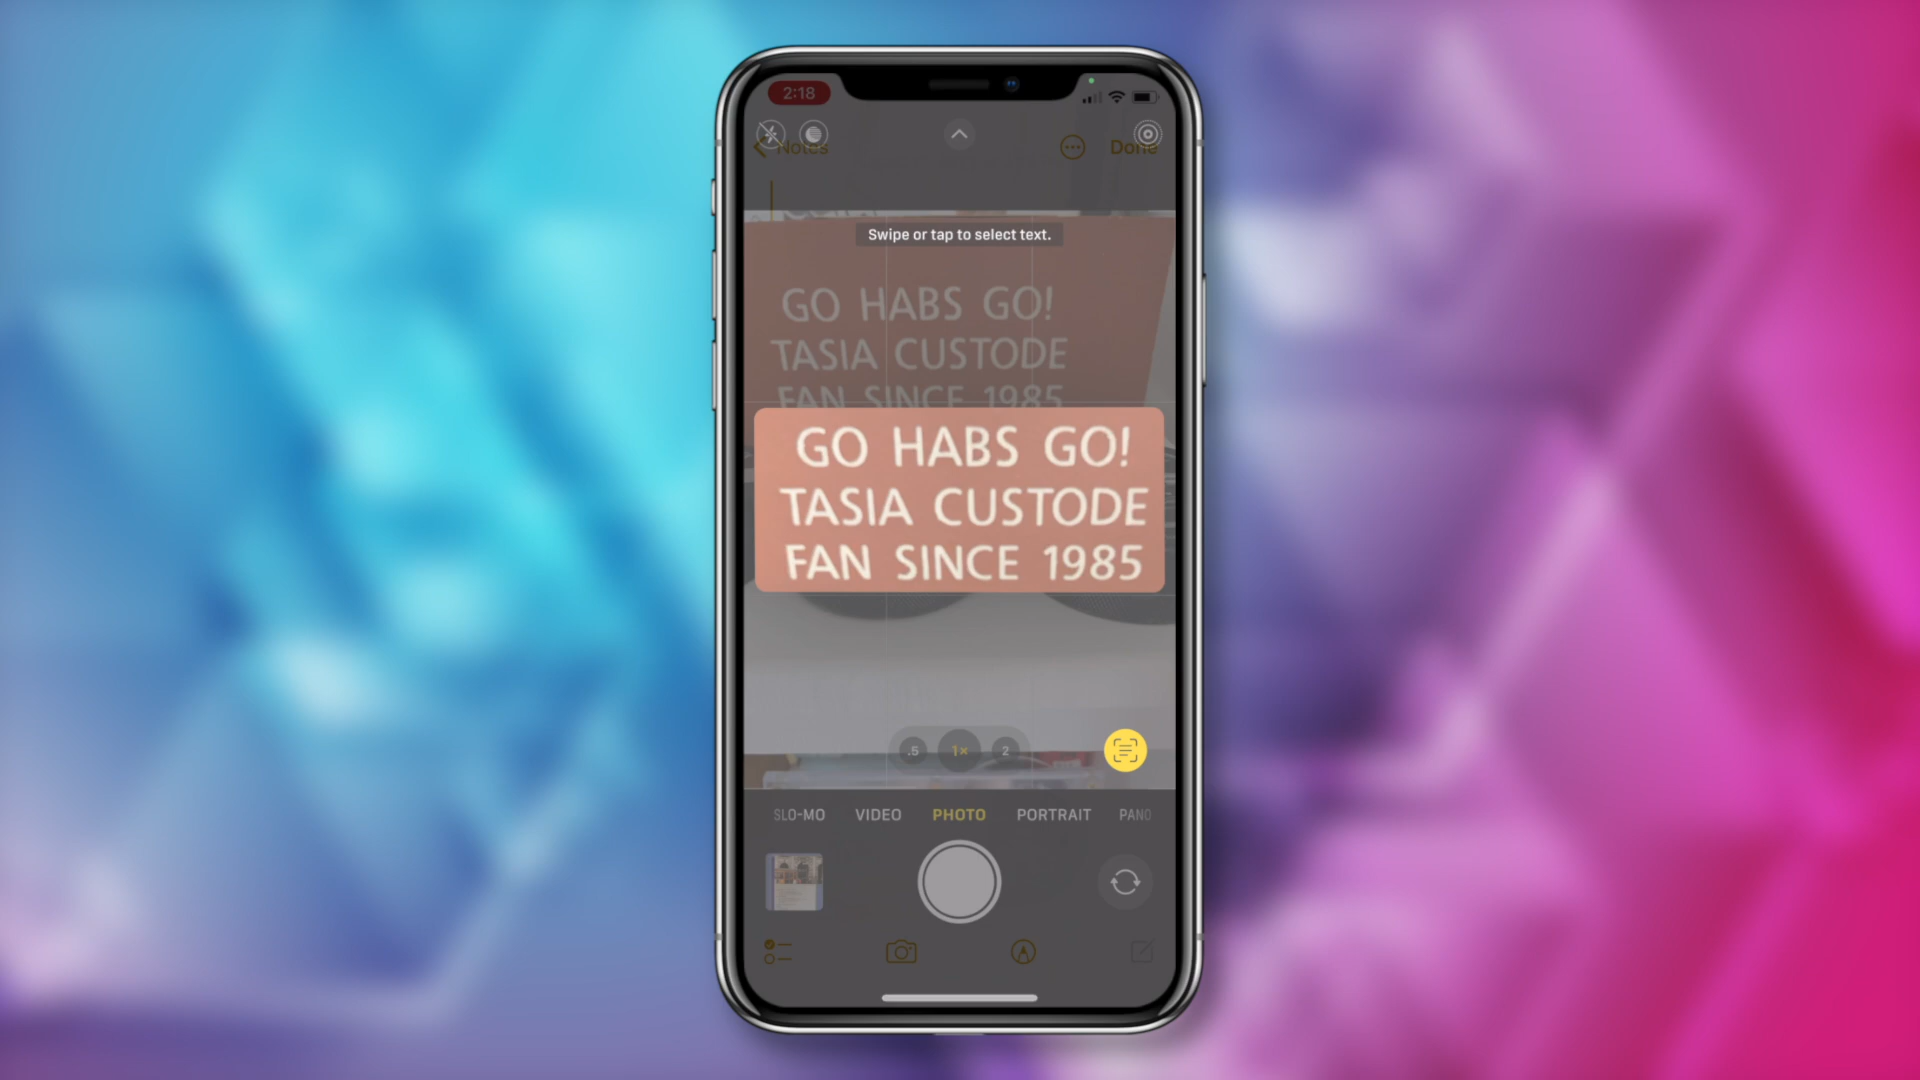 2:18
Notes
Done
Swipe or tap to select text.
GO HABS GO!
TASIA CUSTODE
FAN SINCE 1985
GO HABS GO!
TASIA CUSTODE
FAN SINCE 1985
.5 1× 2
SLO-MO VIDEO PHOTO PORTRAIT PANO